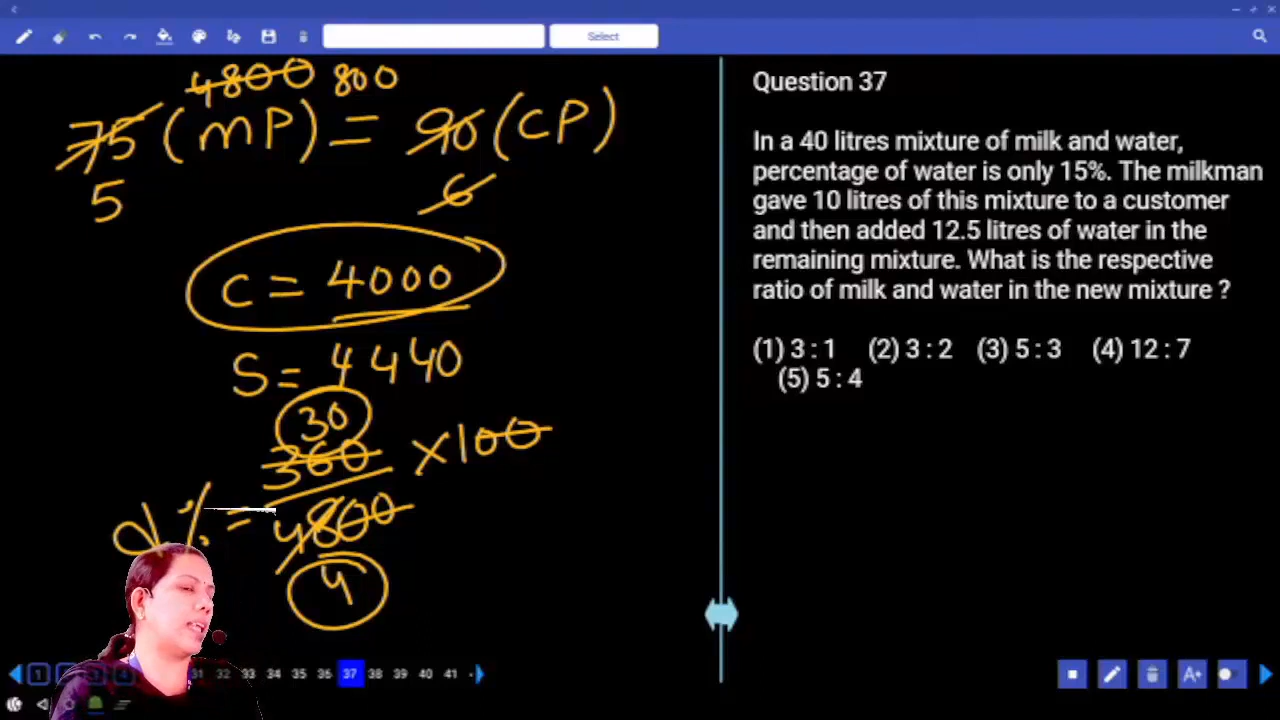 Select
4800 800
75 (MP) = 90 (CP)
5 6
C = 4000
S = 4440
30
360 ×100
d% =
4800
4
Question 37
In a 40 litres mixture of milk and water,
percentage of water is only 15%. The milkman
gave 10 litres of this mixture to a customer
and then added 12.5 litres of water in the
remaining mixture. What is the respective
ratio of milk and water in the new mixture ?
(1) 3 : 1 (2) 3 : 2 (3) 5 : 3 (4) 12 : 7
(5) 5 : 4
1 4 31 32 33 34 35 36 37 38 39 40 41
A+